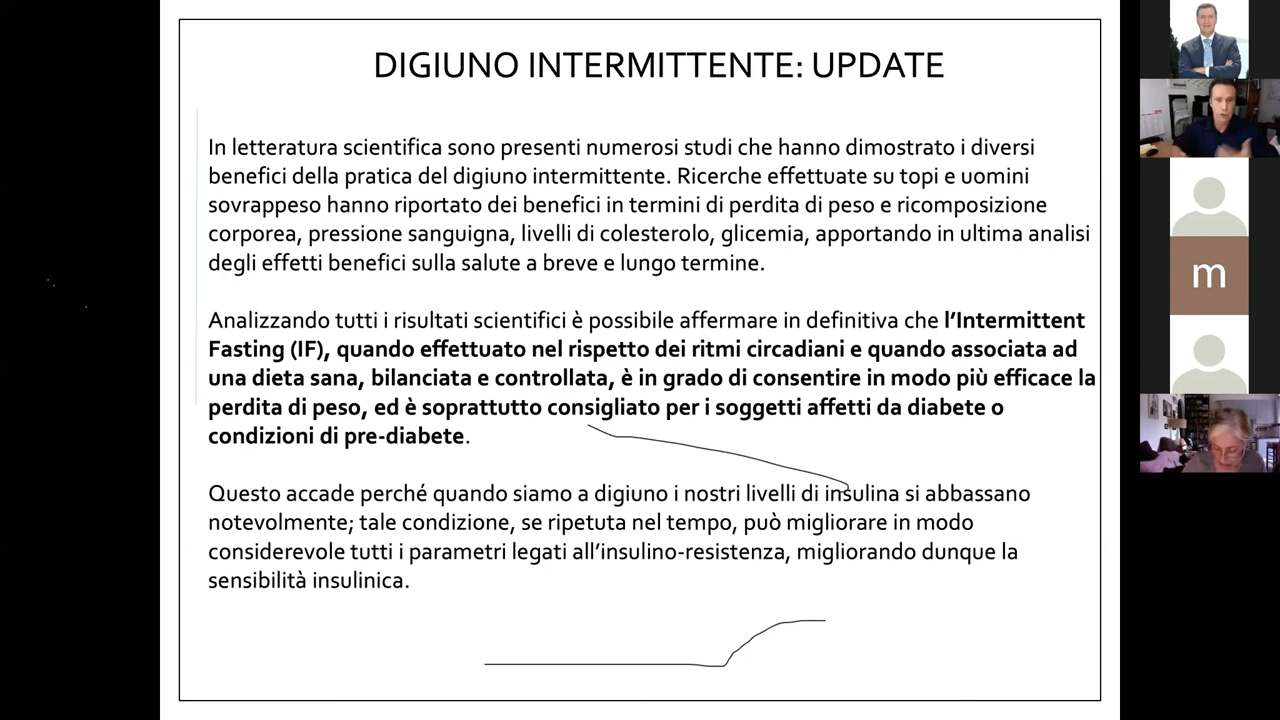 DIGIUNO INTERMITTENTE: UPDATE
In letteratura scientifica sono presenti numerosi studi che hanno dimostrato i diversi
benefici della pratica del digiuno intermittente. Ricerche effettuate su topi e uomini
sovrappeso hanno riportato dei benefici in termini di perdita di peso e ricomposizione
corporea, pressione sanguigna, livelli di colesterolo, glicemia, apportando in ultima analisi
degli effetti benefici sulla salute a breve e lungo termine.
Analizzando tutti i risultati scientifici è possibile affermare in definitiva che l’Intermittent
Fasting (IF), quando effettuato nel rispetto dei ritmi circadiani e quando associata ad
una dieta sana, bilanciata e controllata, è in grado di consentire in modo più efficace la
perdita di peso, ed è soprattutto consigliato per i soggetti affetti da diabete o
condizioni di pre-diabete.
Questo accade perché quando siamo a digiuno i nostri livelli di insulina si abbassano
notevolmente; tale condizione, se ripetuta nel tempo, può migliorare in modo
considerevole tutti i parametri legati all’insulino-resistenza, migliorando dunque la
sensibilità insulinica.
m